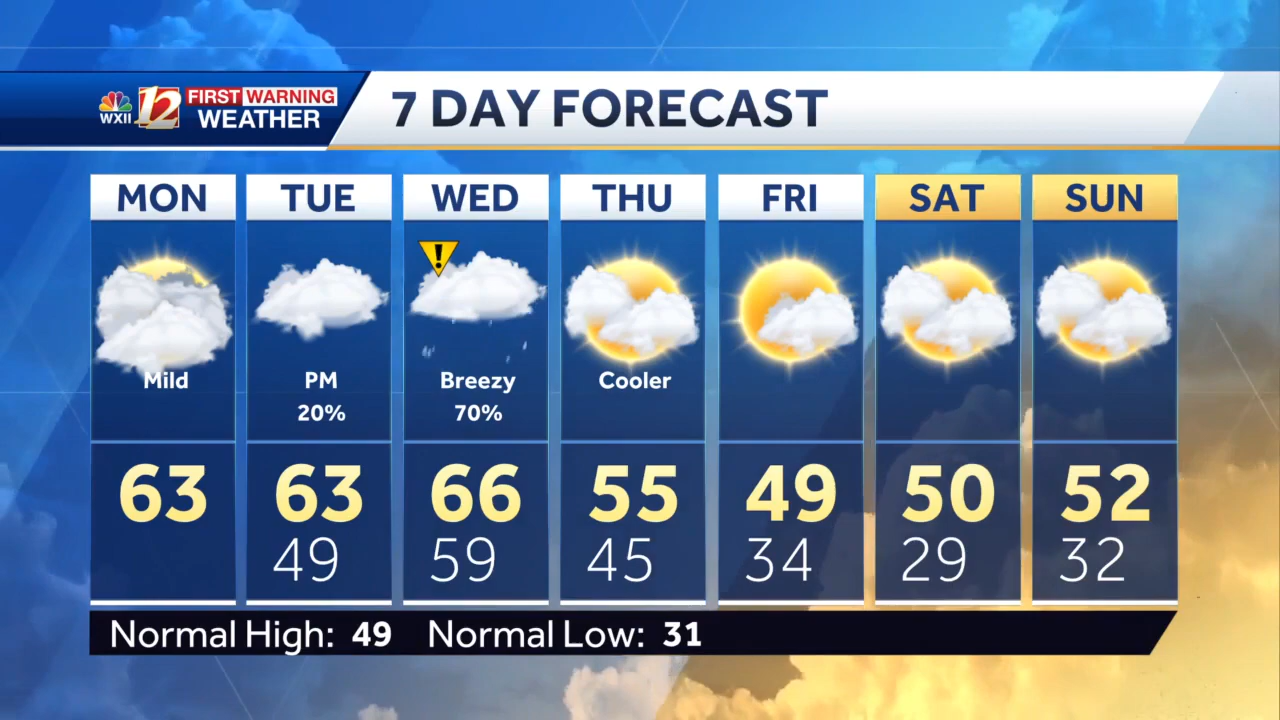 WXII 12 FIRST WARNING WEATHER
7 DAY FORECAST
MON TUE WED THU FRI SAT SUN
!
Mild PM Breezy Cooler
20% 70%
63 63 66 55 49 50 52
49 59 45 34 29 32
Normal High: 49 Normal Low: 31